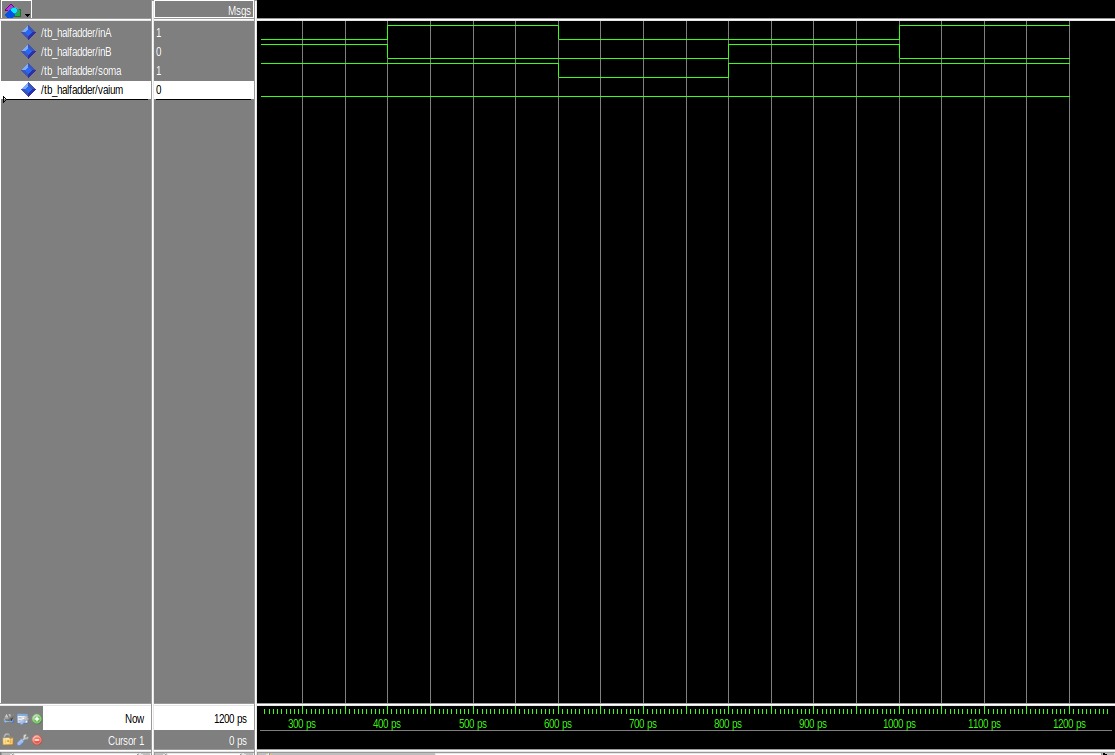 Msgs
/tb_halfadder/inA 1
/tb_halfadder/inB 0
/tb_halfadder/soma 1
/tb_halfadder/vaium 0
Now 1200 ps 300 ps 400 ps 500 ps 600 ps 700 ps 800 ps 900 ps 1000 ps 1100 ps 1200 ps
Cursor 1 0 ps